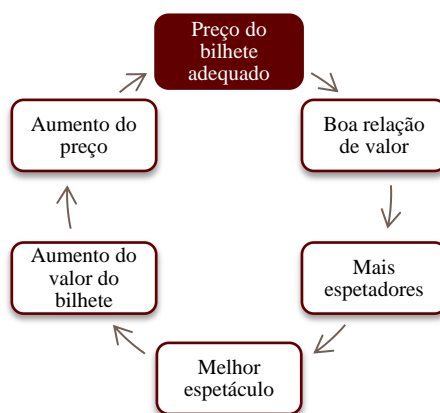 Preço do
bilhete
adequado
Boa relação
de valor
Mais
espetadores
Melhor
espetáculo
Aumento do
valor do
bilhete
Aumento do
preço